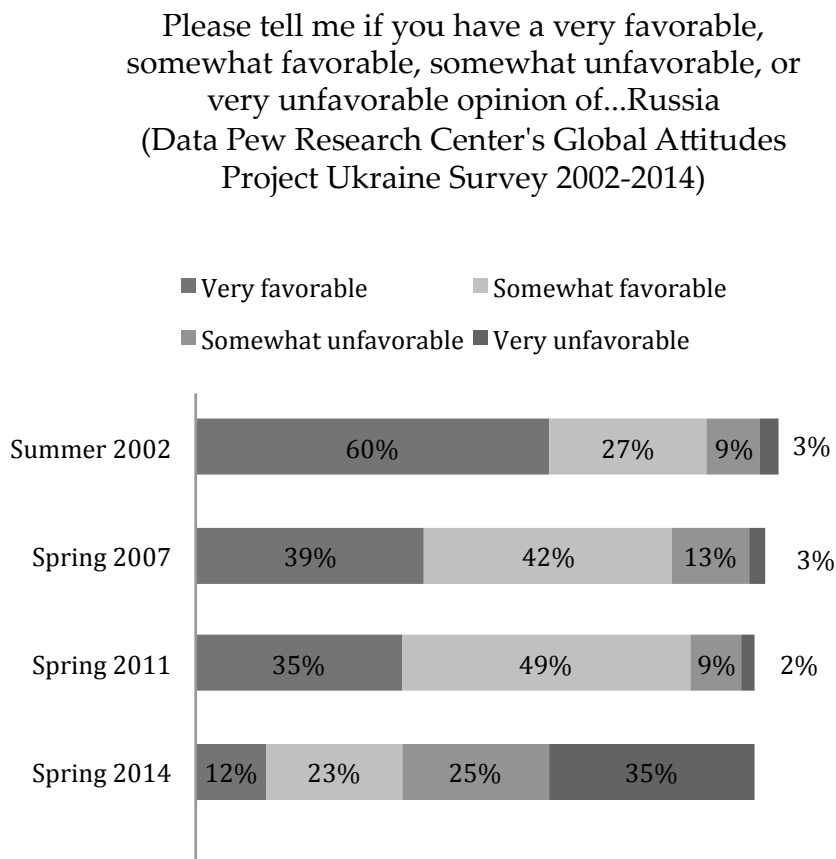 Please tell me if you have a very favorable,
somewhat favorable, somewhat unfavorable, or
very unfavorable opinion of...Russia
(Data Pew Research Center's Global Attitudes
Project Ukraine Survey 2002-2014)
Very favorable Somewhat favorable
Somewhat unfavorable Very unfavorable
Summer 2002 60% 27% 9% 3%
Spring 2007 39% 42% 13% 3%
Spring 2011 35% 49% 9% 2%
Spring 2014 12% 23% 25% 35%